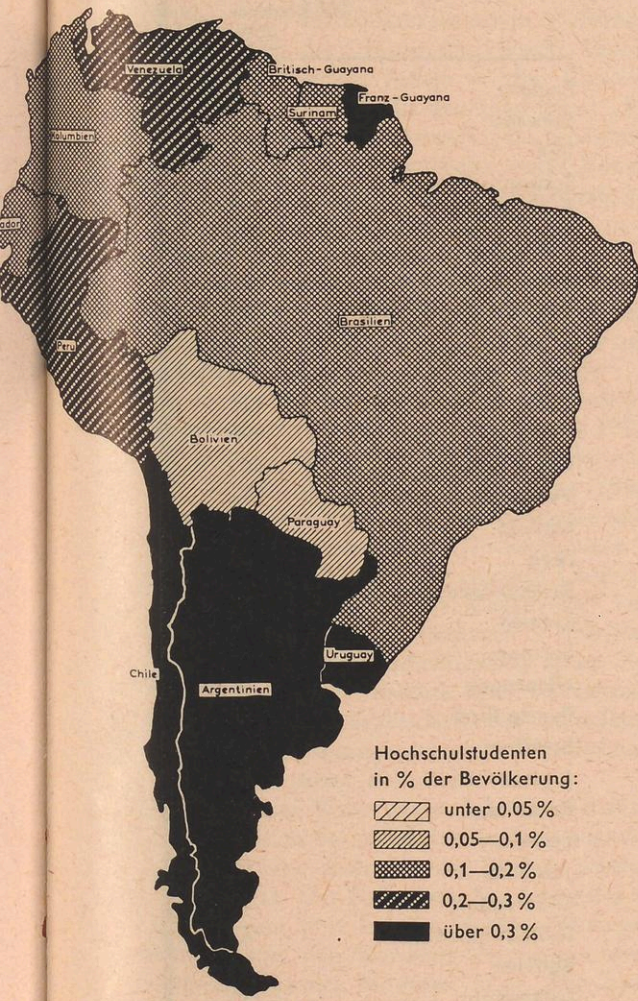 Venezuela
Britisch-Guayana
Franz-Guayana
Surinam
Kolumbien
ador
Brasilien
Peru
Bolivien
Paraguay
Uruguay
Chile
Argentinien
Hochschulstudenten
in % der Bevölkerung:
unter 0,05 %
0,05—0,1 %
0,1—0,2 %
0,2—0,3 %
über 0,3 %